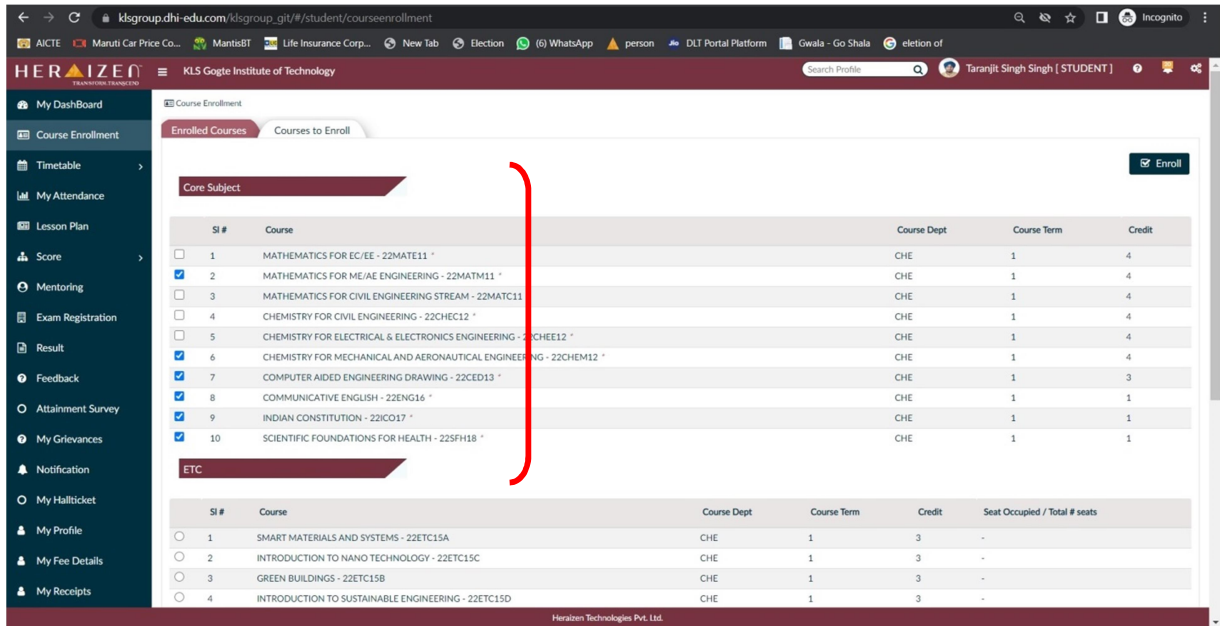 klsgroup.dhi-edu.com/klsgroup_git/#/student/courseenrollment Incognito
AICTE Maruti Car Price Co... MantisBT Life Insurance Corp... New Tab Election (6) WhatsApp person Jio DLT Portal Platform Gwala - Go Shala eletion of
HERAIZEN KLS Gogte Institute of Technology Search Profile Taranjit Singh Singh [ STUDENT ]
TRANSFORM.TRANSCEND
My DashBoard
Course Enrollment
Timetable
My Attendance
Lesson Plan
Score
Mentoring
Exam Registration
Result
Feedback
Attainment Survey
My Grievances
Notification
My Hallticket
My Profile
My Fee Details
My Receipts
Course Enrollment
Enrolled Courses Courses to Enroll
Enroll
Core Subject
Sl # Course Course Dept Course Term Credit
1 MATHEMATICS FOR EC/EE - 22MATE11 * CHE 1 4
2 MATHEMATICS FOR ME/AE ENGINEERING - 22MATM11 * CHE 1 4
3 MATHEMATICS FOR CIVIL ENGINEERING STREAM - 22MATC11 CHE 1 4
4 CHEMISTRY FOR CIVIL ENGINEERING - 22CHEC12 * CHE 1 4
5 CHEMISTRY FOR ELECTRICAL & ELECTRONICS ENGINEERING - 22CHEE12 * CHE 1 4
6 CHEMISTRY FOR MECHANICAL AND AERONAUTICAL ENGINEERING - 22CHEM12 * CHE 1 4
7 COMPUTER AIDED ENGINEERING DRAWING - 22CED13 * CHE 1 3
8 COMMUNICATIVE ENGLISH - 22ENG16 * CHE 1 1
9 INDIAN CONSTITUTION - 22ICO17 * CHE 1 1
10 SCIENTIFIC FOUNDATIONS FOR HEALTH - 22SFH18 * CHE 1 1
ETC
Sl # Course Course Dept Course Term Credit Seat Occupied / Total # seats
1 SMART MATERIALS AND SYSTEMS - 22ETC15A CHE 1 3 -
2 INTRODUCTION TO NANO TECHNOLOGY - 22ETC15C CHE 1 3 -
3 GREEN BUILDINGS - 22ETC15B CHE 1 3 -
4 INTRODUCTION TO SUSTAINABLE ENGINEERING - 22ETC15D CHE 1 3 -
Heraizen Technologies Pvt. Ltd.